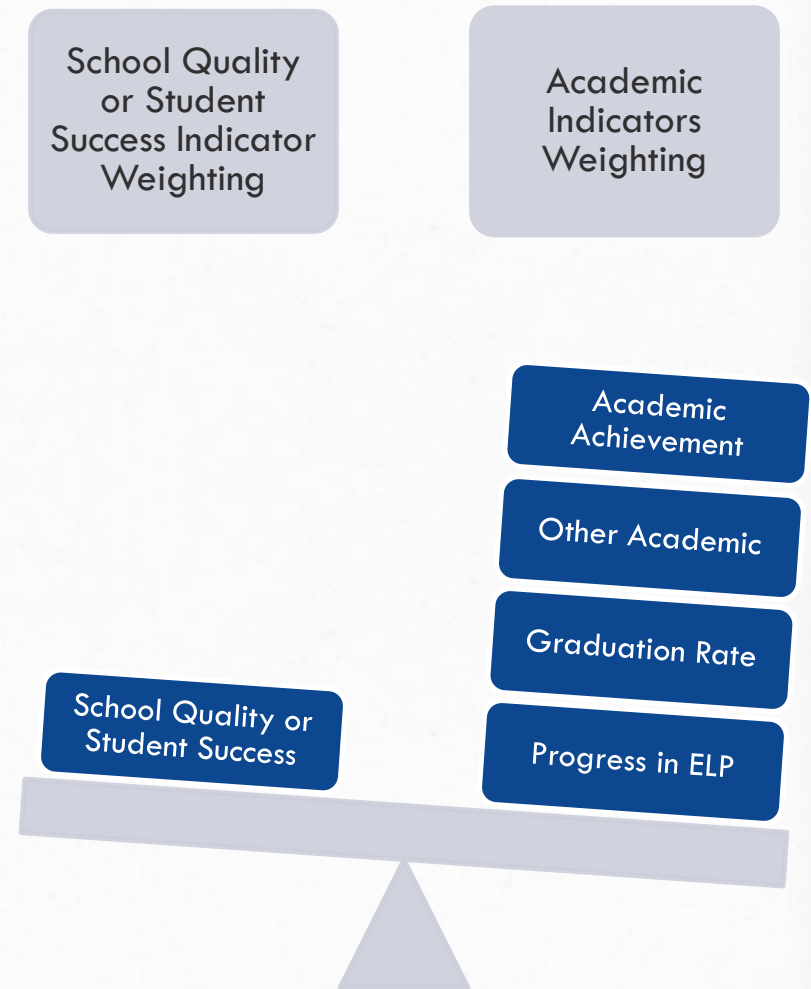 School Quality
or Student
Success Indicator
Weighting
Academic
Indicators
Weighting
Academic
Achievement
Other Academic
Graduation Rate
Progress in ELP
School Quality or
Student Success